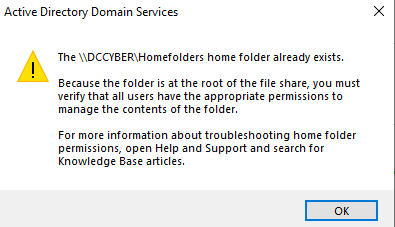 Active Directory Domain Services
The \\DCCYBER\Homefolders home folder already exists.
Because the folder is at the root of the file share, you must
verify that all users have the appropriate permissions to
manage the contents of the folder.
For more information about troubleshooting home folder
permissions, open Help and Support and search for
Knowledge Base articles.
OK